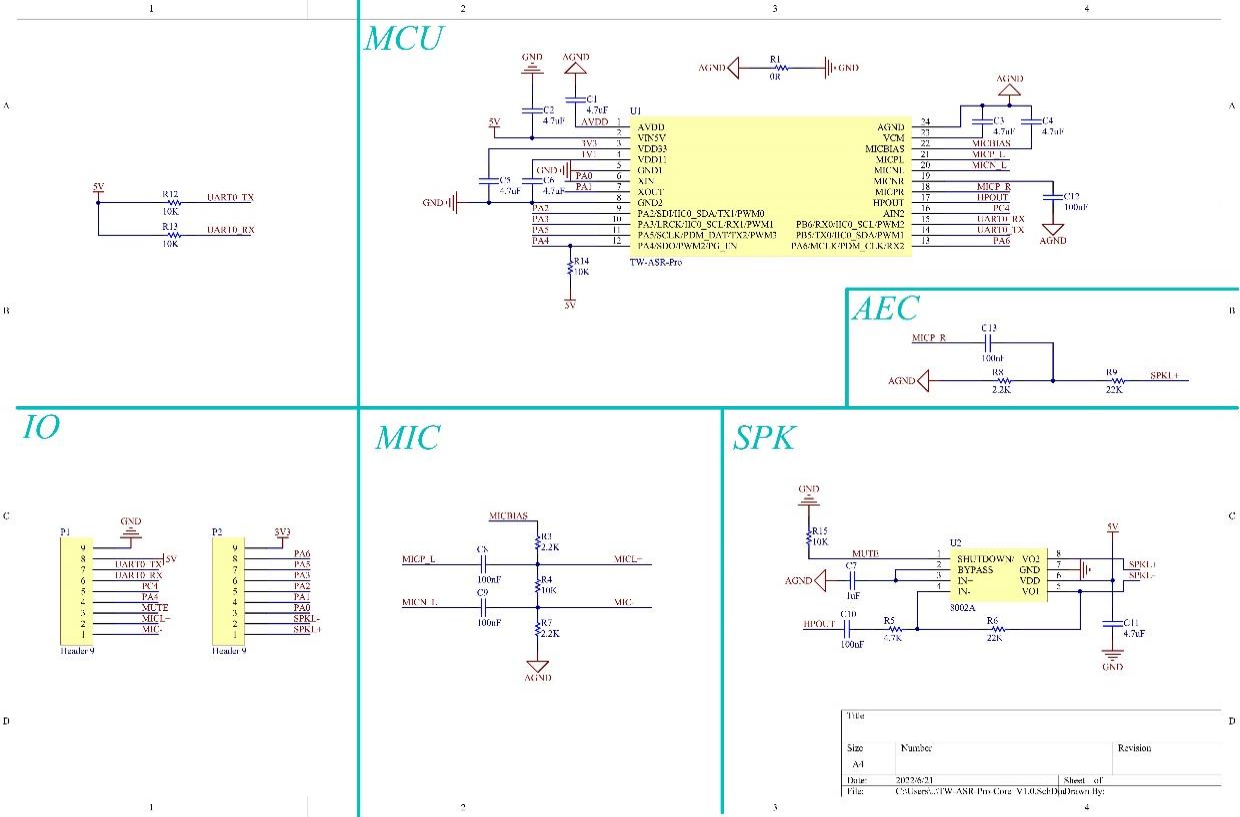 1 2 3 4
MCU
A A
GND AGND
AGND R1 0R GND
C2 4.7uF
C1 4.7uF
5V
AVDD
3V3
GND
PA0
PA1
C5 4.7uF
C6 4.7uF
GND
PA2
PA3
PA5
PA4
R14
10K
5V
U1
1 AVDD
2 VIN5V
3 VDD33
4 VDD11
5 GND1
6 XIN
7 XOUT
8 GND2
9 PA2/SDI/IIC0_SDA/TX1/PWM0
10 PA3/LRCK/IIC0_SCL/RX1/PWM1
11 PA5/SCLK/PDM_DAT/TX2/PWM3
12 PA4/SDO/PWM2/PG_EN
AGND 24
VCM 23
MICBIAS 22
MICPL 21
MICNL 20
MICNR 19
MICPR 18
HPOUT 17
AIN2 16
PB6/RX0/IIC0_SCL/PWM2 15
PB5/TX0/IIC0_SDA/PWM1 14
PA6/MCLK/PDM_CLK/RX2 13
TW-ASR-Pro
AGND
C3 4.7uF
C4 4.7uF
MICBIAS
MICP_L
MICN_L
MICP_R
HPOUT
PC4
UART0_RX
UART0_TX
PA6
C12
100nF
AGND
5V
R12 UART0_TX
10K
R13 UART0_RX
10K
B B
AEC
MICP_R C13
100nF
AGND R8 R9 SPKL+
2.2K 22K
IO
C C
P1
GND
9
8 5V
7 UART0_TX
6 UART0_RX
5 PC4
4 PA4
3 MUTE
2 MICL+
1 MIC-
Header 9
P2
3V3
9
8 PA6
7 PA5
6 PA3
5 PA2
4 PA1
3 PA0
2 SPKL-
1 SPKL+
Header 9
MIC
MICBIAS
R3
2.2K
MICP_L C8 MICL+
100nF
R4
10K
MICN_L C9 MIC-
100nF
R7
2.2K
AGND
SPK
GND
R15
10K
MUTE
AGND C7
1uF
U2
1 SHUTDOWN/ VO2 8
2 BYPASS GND 7
3 IN+ VDD 6
4 IN- VO1 5
8002A
5V
SPKL+
SPKL-
HPOUT C10 R5 R6
100nF 4.7K 22K
C11
4.7uF
GND
D D
Title
Size Number Revision
A4
Date: 2022/6/21 Sheet of
File: C:\Users\..\TW-ASR-Pro-Core_V1.0.SchDocDrawn By:
1 2 3 4